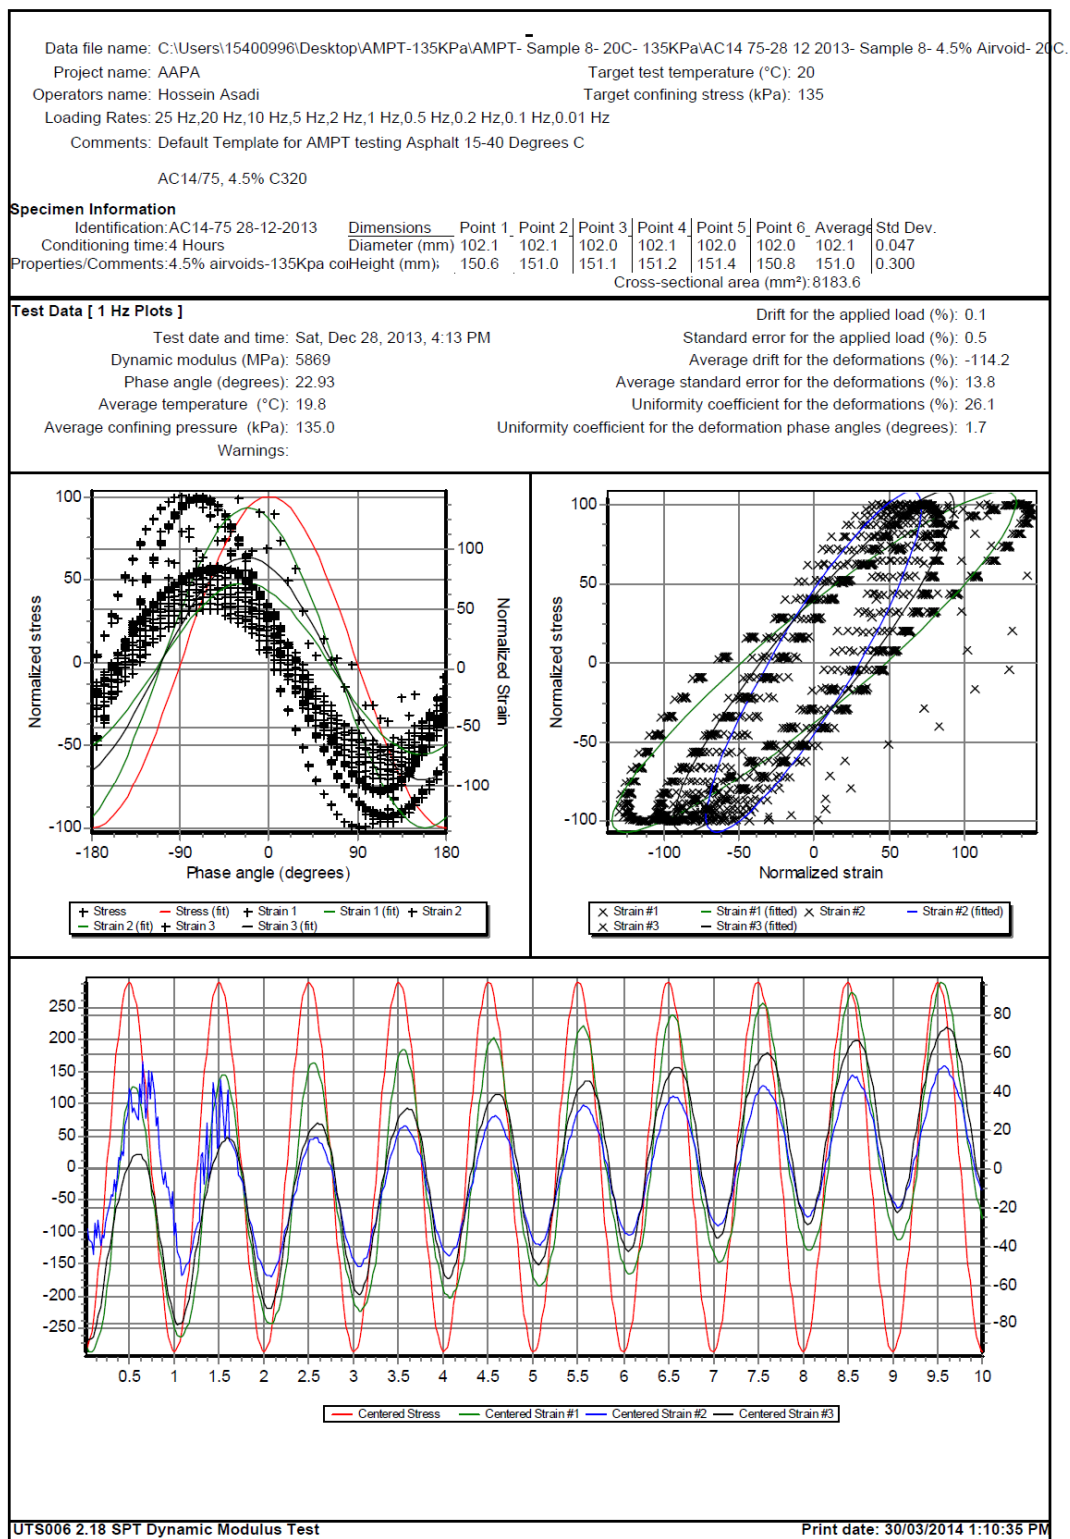 Data file name: C:\Users\15400996\Desktop\AMPT-135KPa\AMPT- Sample 8- 20C- 135KPa\AC14 75-28 12 2013- Sample 8- 4.5% Airvoid- 20C.
Project name: AAPA Target test temperature (°C): 20
Operators name: Hossein Asadi Target confining stress (kPa): 135
Loading Rates: 25 Hz,20 Hz,10 Hz,5 Hz,2 Hz,1 Hz,0.5 Hz,0.2 Hz,0.1 Hz,0.01 Hz
Comments: Default Template for AMPT testing Asphalt 15-40 Degrees C
AC14/75, 4.5% C320
Specimen Information
Identification: AC14-75 28-12-2013 Dimensions Point 1 Point 2 Point 3 Point 4 Point 5 Point 6 Average Std Dev.
Conditioning time: 4 Hours Diameter (mm) 102.1 102.1 102.0 102.1 102.0 102.0 102.1 0.047
Properties/Comments: 4.5% airvoids-135Kpa co Height (mm): 150.6 151.0 151.1 151.2 151.4 150.8 151.0 0.300
Cross-sectional area (mm²): 8183.6
Test Data [ 1 Hz Plots ] Drift for the applied load (%): 0.1
Test date and time: Sat, Dec 28, 2013, 4:13 PM Standard error for the applied load (%): 0.5
Dynamic modulus (MPa): 5869 Average drift for the deformations (%): -114.2
Phase angle (degrees): 22.93 Average standard error for the deformations (%): 13.8
Average temperature (°C): 19.8 Uniformity coefficient for the deformations (%): 26.1
Average confining pressure (kPa): 135.0 Uniformity coefficient for the deformation phase angles (degrees): 1.7
Warnings:
Normalized stress
100
50
0
-50
-100
100
50
0
-50
-100
Normalized Strain
-180 -90 0 90 180
Phase angle (degrees)
Stress Stress (fit) Strain 1 Strain 1 (fit) Strain 2
Strain 2 (fit) Strain 3 Strain 3 (fit)
Normalized stress
100
50
0
-50
-100
-100 -50 0 50 100
Normalized strain
Strain #1 Strain #1 (fitted) Strain #2 Strain #2 (fitted)
Strain #3 Strain #3 (fitted)
250
200
150
100
50
0
-50
-100
-150
-200
-250
80
60
40
20
0
-20
-40
-60
-80
0.5 1 1.5 2 2.5 3 3.5 4 4.5 5 5.5 6 6.5 7 7.5 8 8.5 9 9.5 10
Centered Stress Centered Strain #1 Centered Strain #2 Centered Strain #3
UTS006 2.18 SPT Dynamic Modulus Test Print date: 30/03/2014 1:10:35 PM